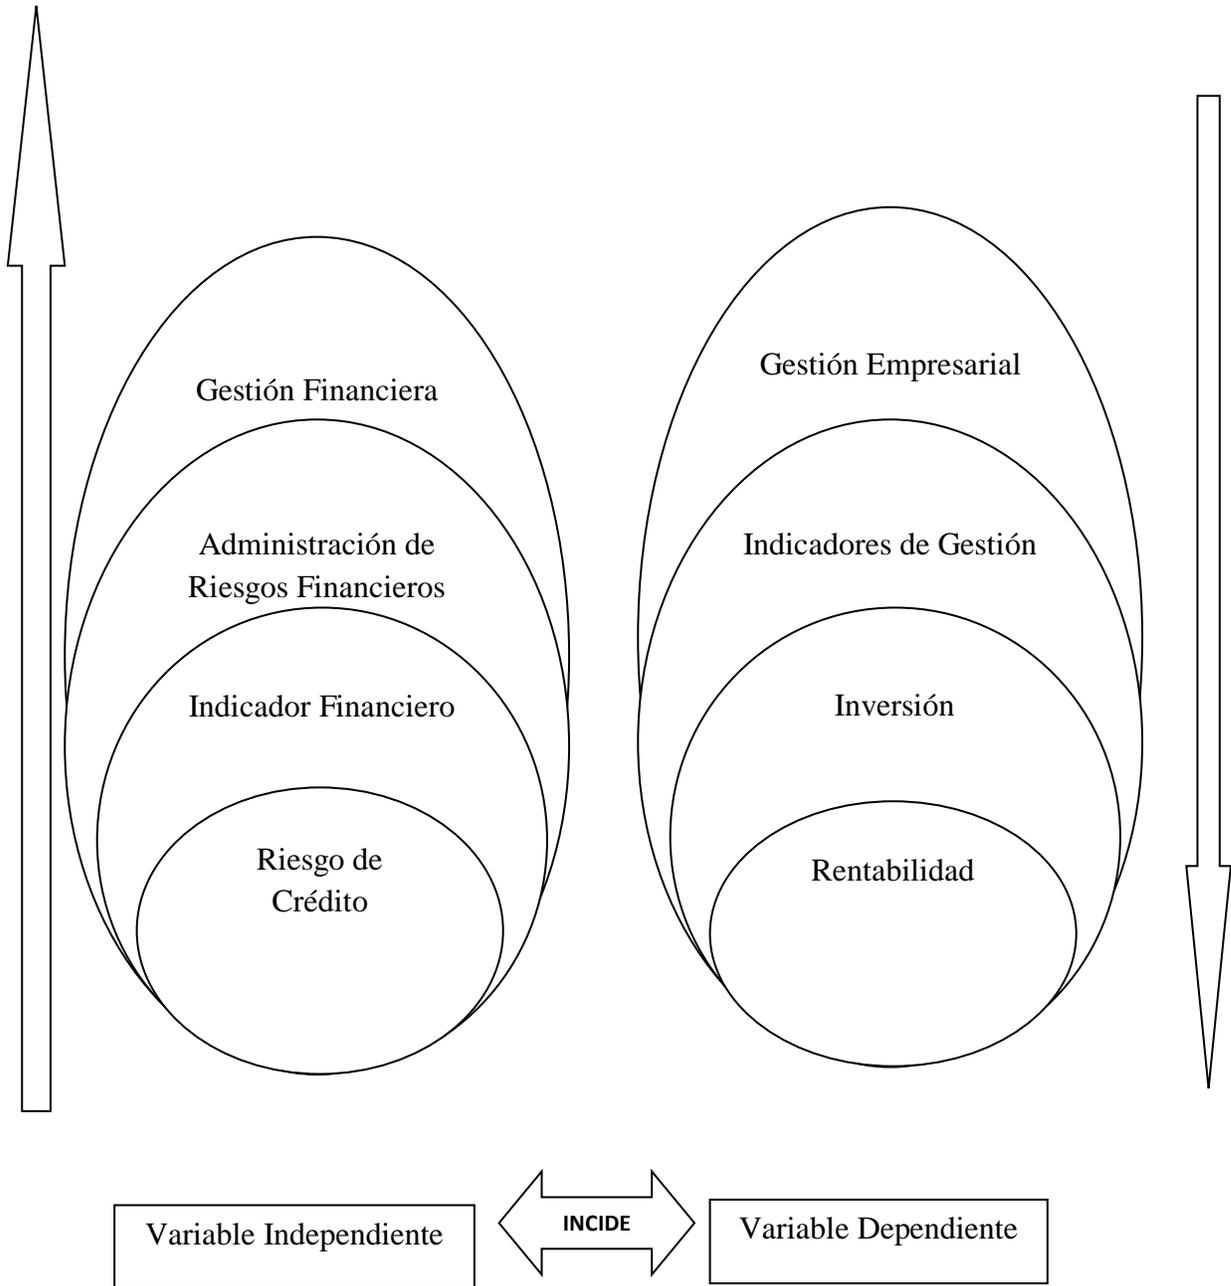 Gestión Financiera
Administración de
Riesgos Financieros
Indicador Financiero
Riesgo de
Crédito
Gestión Empresarial
Indicadores de Gestión
Inversión
Rentabilidad
Variable Independiente
INCIDE
Variable Dependiente